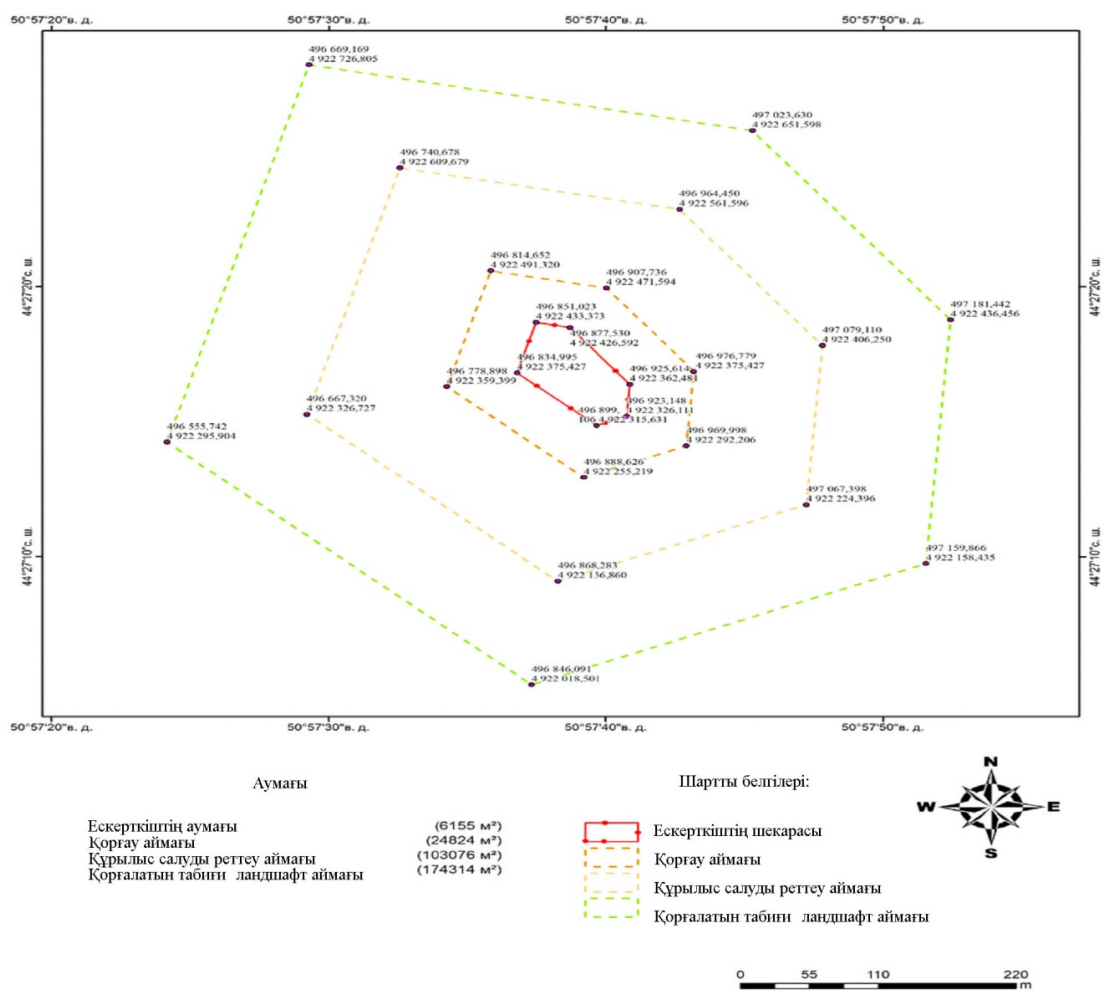 50°57'20"в. д.
50°57'30"в. д.
50°57'40"в. д.
50°57'50"в. д.
496 669,169
4 922 726,805
497 023,630
4 922 651,598
496 740,678
4 922 609,679
496 964,450
4 922 561,596
496 814,652
4 922 491,320
496 907,736
4 922 471,594
44°27'20"с. ш.
44°27'20"с. ш.
496 851,023
4 922 433,373
497 181,442
4 922 436,456
496 877,530
4 922 426,592
497 079,110
4 922 406,250
496 834,995
4 922 375,427
496 778,898
4 922 359,399
496 925,614
4 922 362,481
496 976,779
4 922 375,427
496 667,320
4 922 326,727
496 923,148
4 922 326,111
496 899,
106 4 922 315,631
496 555,742
4 922 295,904
496 969,998
4 922 292,206
496 888,626
4 922 255,219
497 067,398
4 922 224,396
44°27'10"с. ш.
44°27'10"с. ш.
497 159,866
4 922 158,435
496 868,283
4 922 136,860
496 846,091
4 922 018,501
50°57'20"в. д.
50°57'30"в. д.
50°57'40"в. д.
50°57'50"в. д.
Аумағы
Ескерткіштің аумағы (6155 м²)
Қорғау аймағы (24824 м²)
Құрылыс салуды реттеу аймағы (103076 м²)
Қорғалатын табиғи ландшафт аймағы (174314 м²)
Шартты белгілері:
Ескерткіштің шекарасы
Қорғау аймағы
Құрылыс салуды реттеу аймағы
Қорғалатын табиғи ландшафт аймағы
N
W E
S
0 55 110 220
m